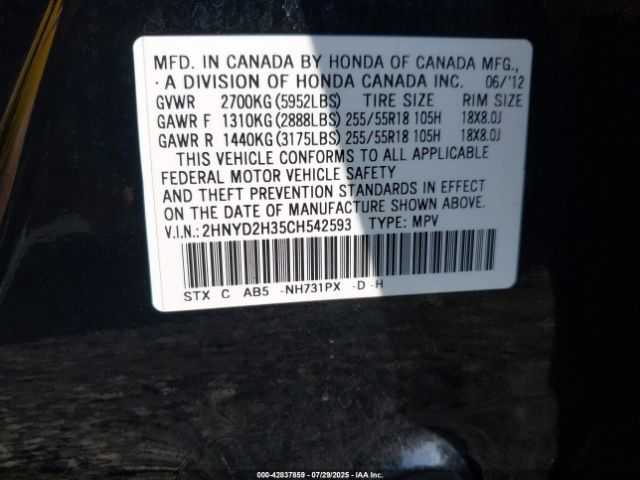 MFD. IN CANADA BY HONDA OF CANADA MFG.,
· A DIVISION OF HONDA CANADA INC. 06/'12
GVWR 2700KG (5952LBS) TIRE SIZE RIM SIZE
GAWR F 1310KG (2888LBS) 255/55R18 105H 18X8.0J
GAWR R 1440KG (3175LBS) 255/55R18 105H 18X8.0J
THIS VEHICLE CONFORMS TO ALL APPLICABLE
FEDERAL MOTOR VEHICLE SAFETY
AND THEFT PREVENTION STANDARDS IN EFFECT
ON THE DATE OF MANUFACTURE SHOWN ABOVE.
V.I.N.: 2HNYD2H35CH542593 TYPE: MPV
STX C AB5 -NH731PX -D -H
00-42837859 | 07/29/2025 | IAA Inc.